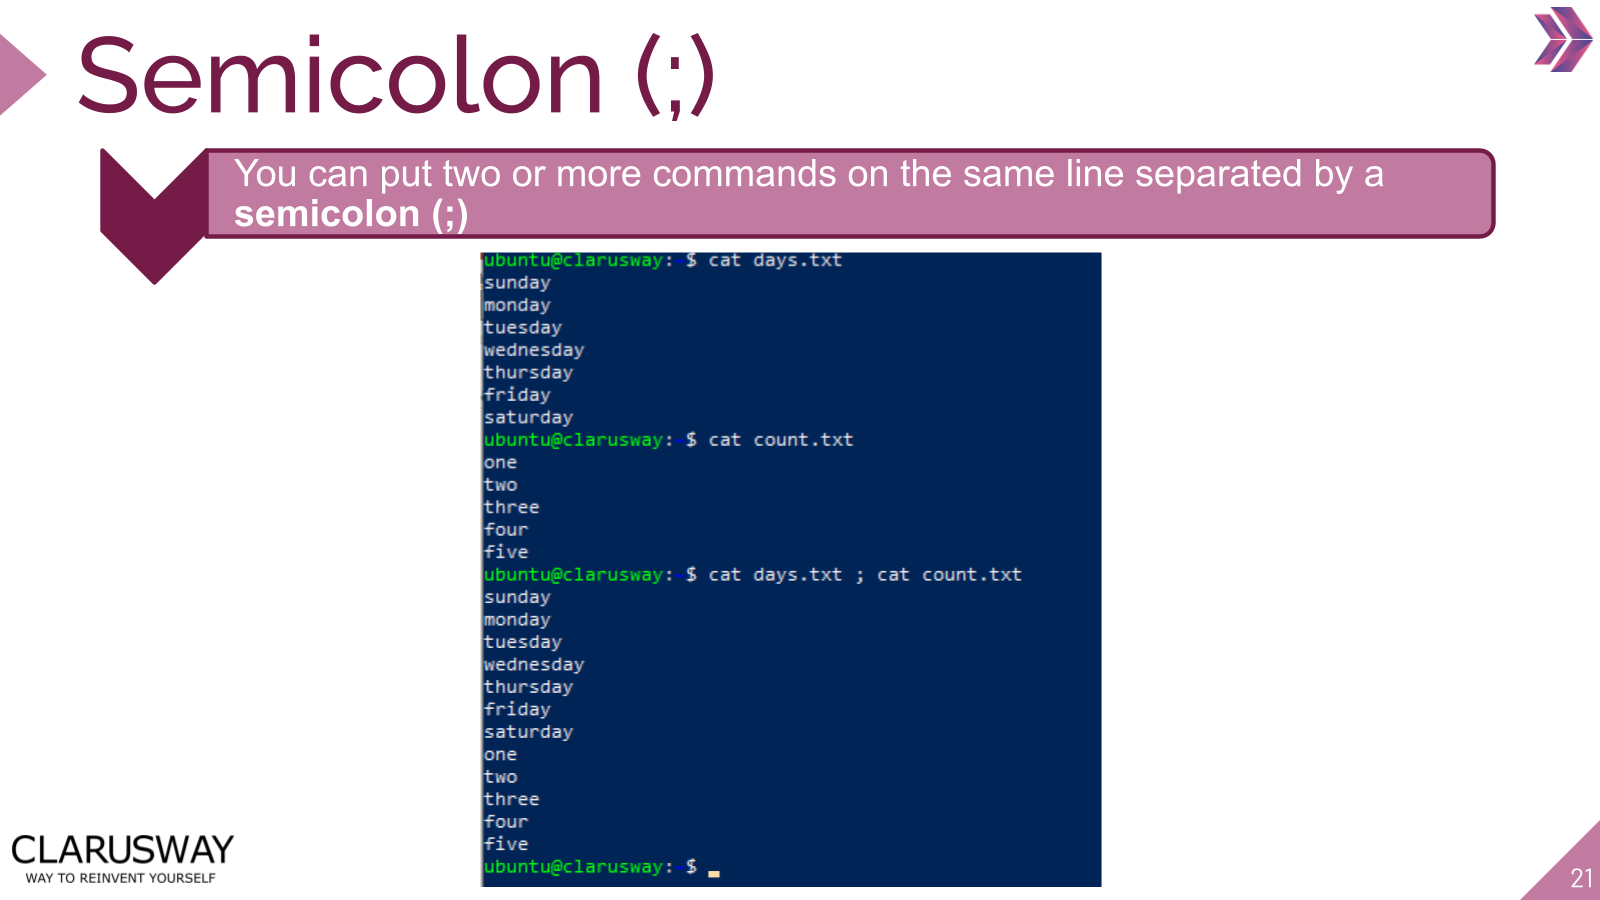 Semicolon (;)
You can put two or more commands on the same line separated by a
semicolon (;)
ubuntu@clarusway:~$ cat days.txt
sunday
monday
tuesday
wednesday
thursday
friday
saturday
ubuntu@clarusway:~$ cat count.txt
one
two
three
four
five
ubuntu@clarusway:~$ cat days.txt ; cat count.txt
sunday
monday
tuesday
wednesday
thursday
friday
saturday
one
two
three
four
five
ubuntu@clarusway:~$ _
CLARUSWAY
WAY TO REINVENT YOURSELF
21